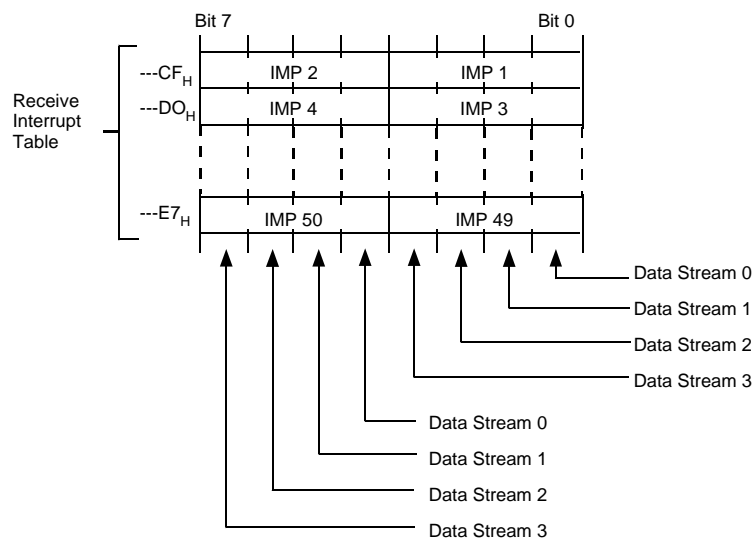 Bit 7 Bit 0
---CFH IMP 2 IMP 1
---DOH IMP 4 IMP 3
Receive
Interrupt
Table
---E7H IMP 50 IMP 49
Data Stream 0
Data Stream 1
Data Stream 2
Data Stream 3
Data Stream 0
Data Stream 1
Data Stream 2
Data Stream 3